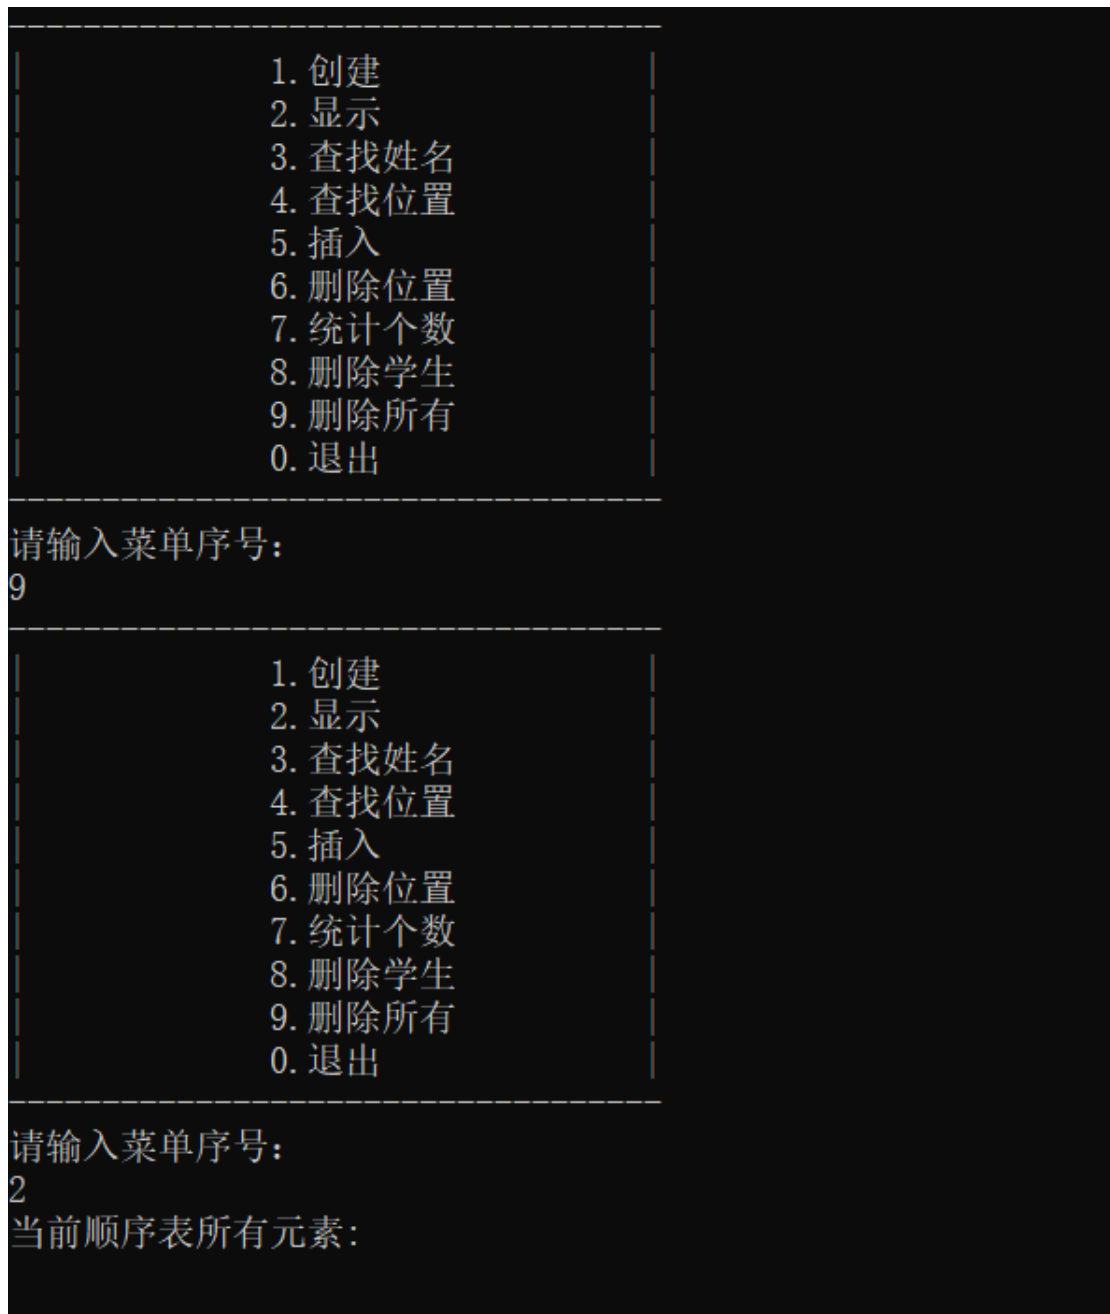 -----------------------------------
|             1.创建              |
|             2.显示              |
|             3.查找姓名          |
|             4.查找位置          |
|             5.插入              |
|             6.删除位置          |
|             7.统计个数          |
|             8.删除学生          |
|             9.删除所有          |
|             0.退出              |
-----------------------------------
请输入菜单序号：
9
-----------------------------------
|             1.创建              |
|             2.显示              |
|             3.查找姓名          |
|             4.查找位置          |
|             5.插入              |
|             6.删除位置          |
|             7.统计个数          |
|             8.删除学生          |
|             9.删除所有          |
|             0.退出              |
-----------------------------------
请输入菜单序号：
2
当前顺序表所有元素: